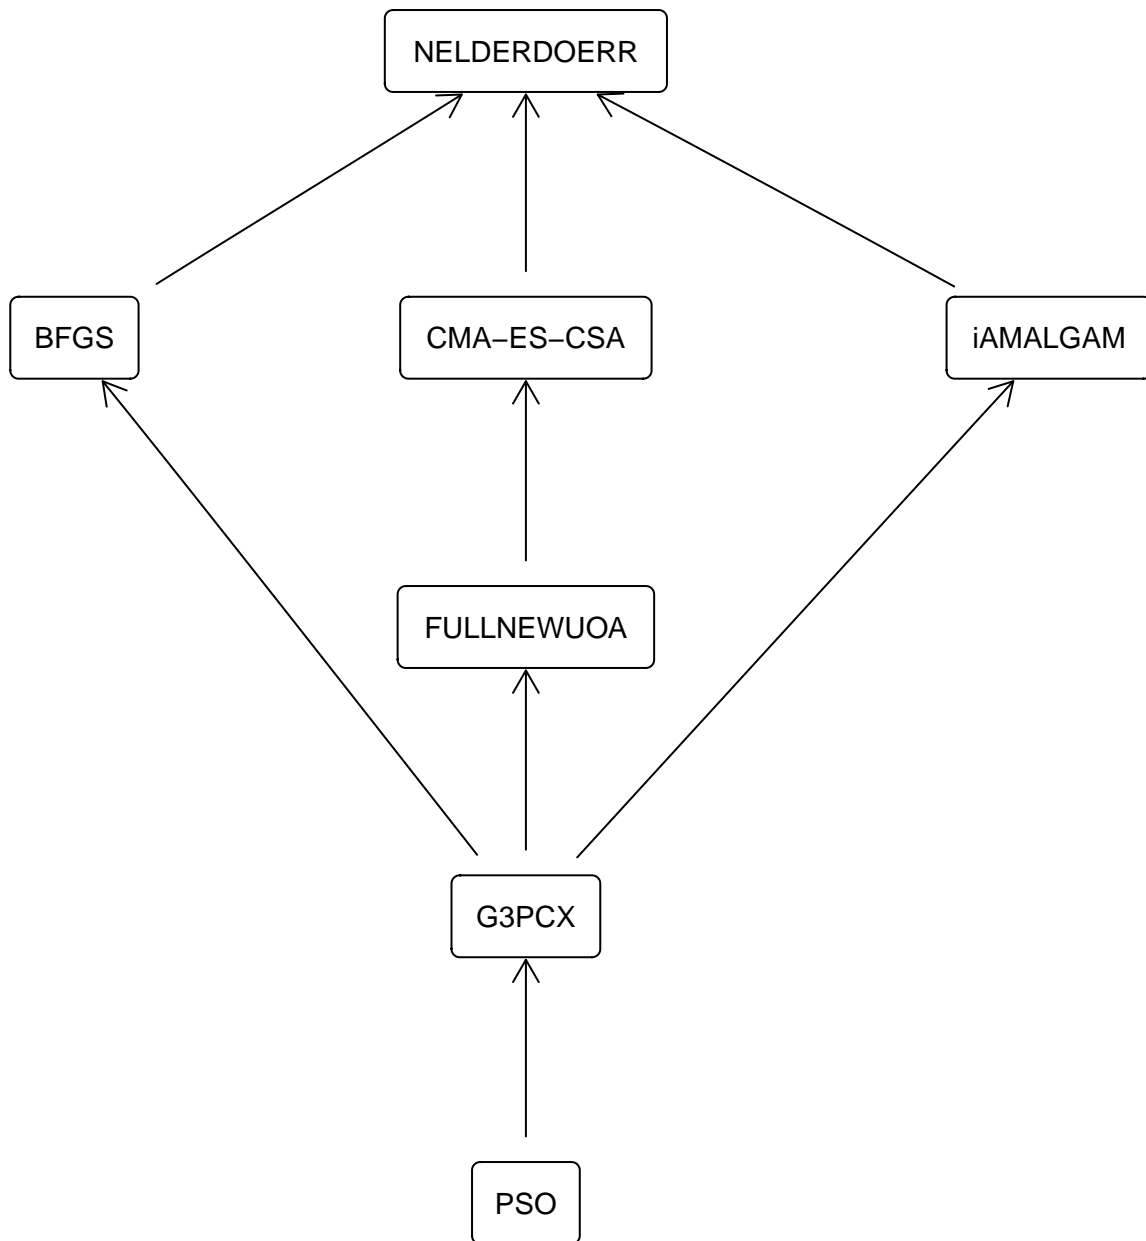 NELDERDOERR
BFGS
CMA−ES−CSA
iAMALGAM
FULLNEWUOA
G3PCX
PSO